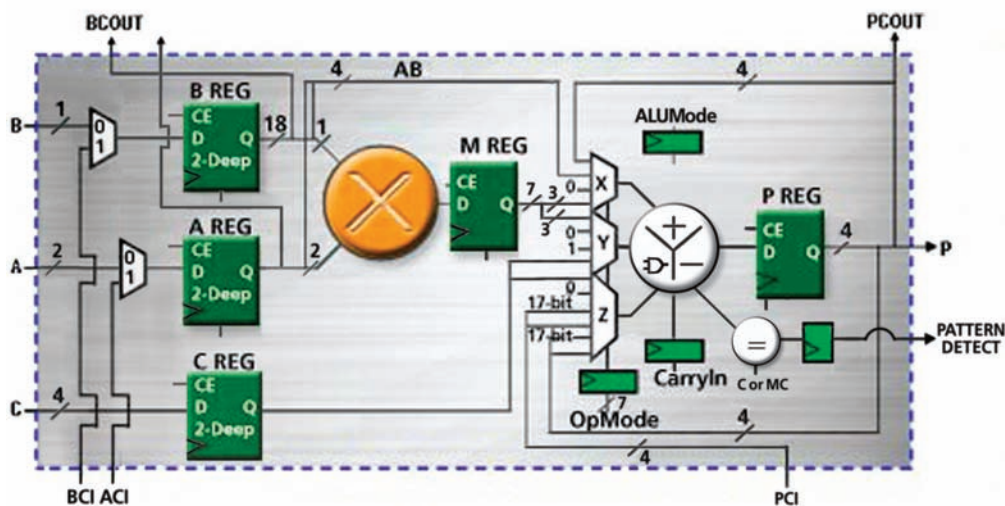 BCOUT
PCOUT
4 AB 4
B 1 0 1
B REG
CE
D Q
2-Deep
18 1
ALUMode
M REG
CE
D Q
7 3
3
X
0
Y
0
1
Z
0
17-bit
17-bit
P REG
CE
D Q
4
P
A 2 0 1
A REG
CE
D Q
2-Deep
2
=
C or MC
PATTERN
DETECT
CarryIn
C 4
C REG
CE
D Q
2-Deep
OpMode
7
4
4
BCI ACI
PCI